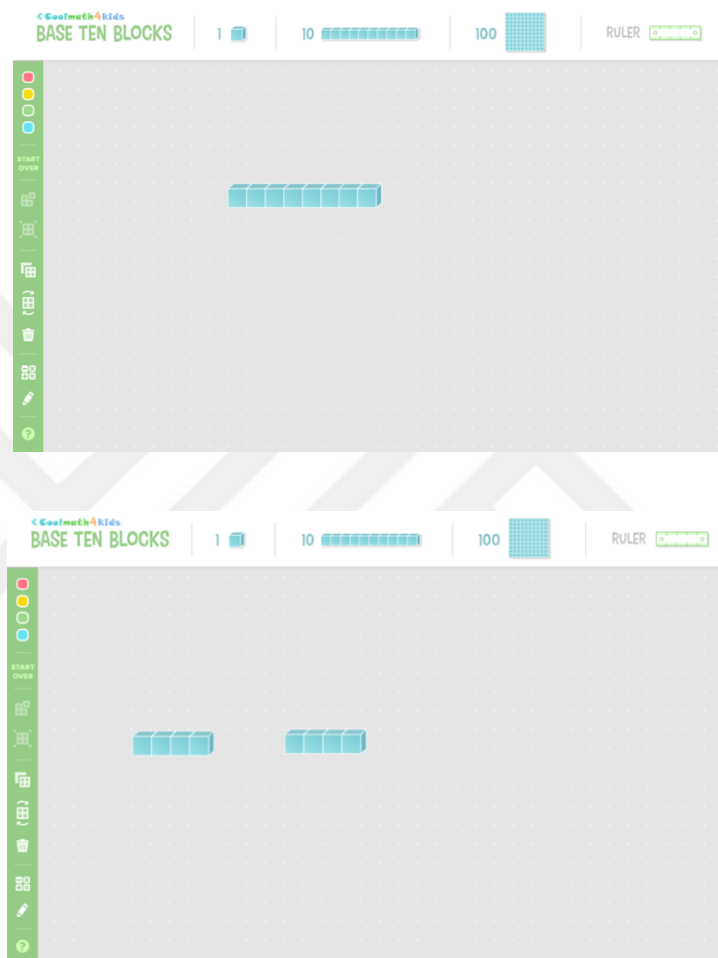 Coolmath4kids
BASE TEN BLOCKS 1 10 100 RULER
START
OVER
?
Coolmath4kids
BASE TEN BLOCKS 1 10 100 RULER
START
OVER
?